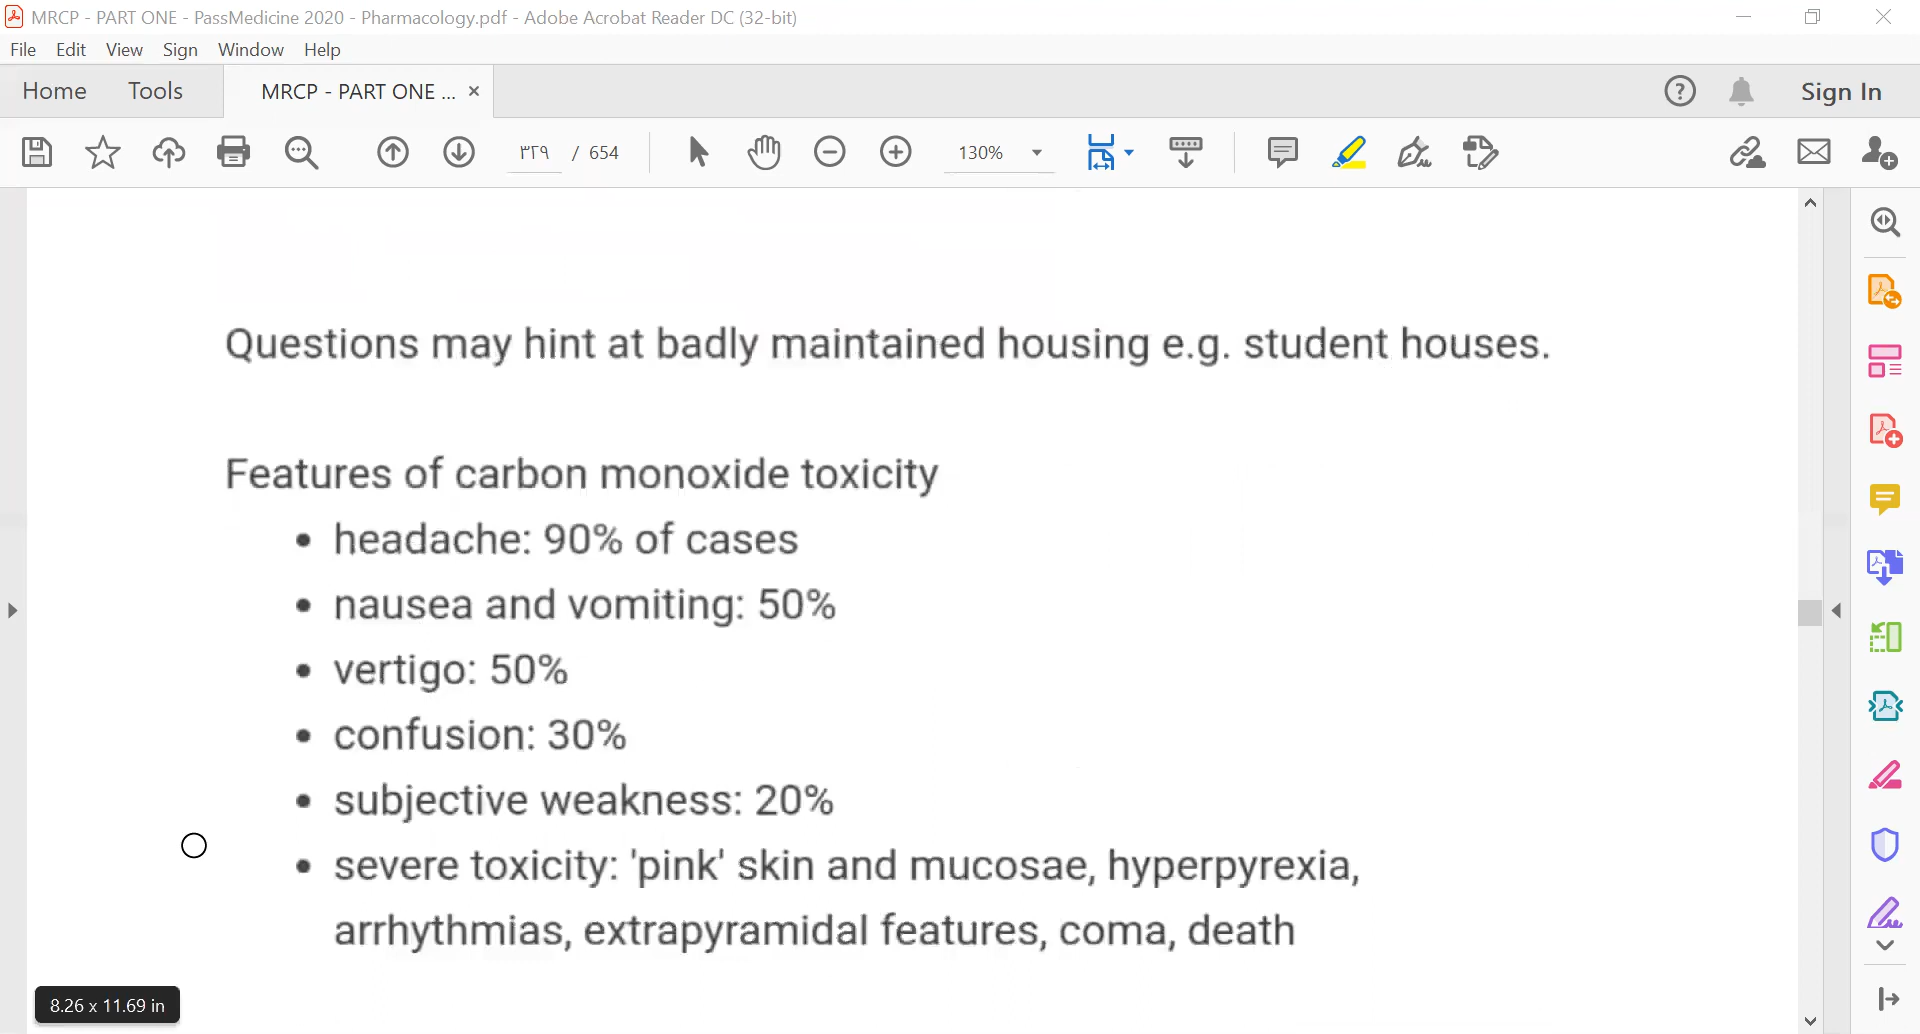 MRCP - PART ONE - PassMedicine 2020 - Pharmacology.pdf - Adobe Acrobat Reader DC (32-bit)
File Edit View Sign Window Help
Home Tools MRCP - PART ONE ... × Sign In
٣٢٩ / 654 130%
Questions may hint at badly maintained housing e.g. student houses.
Features of carbon monoxide toxicity
• headache: 90% of cases
• nausea and vomiting: 50%
• vertigo: 50%
• confusion: 30%
• subjective weakness: 20%
• severe toxicity: 'pink' skin and mucosae, hyperpyrexia,
arrhythmias, extrapyramidal features, coma, death
8.26 x 11.69 in